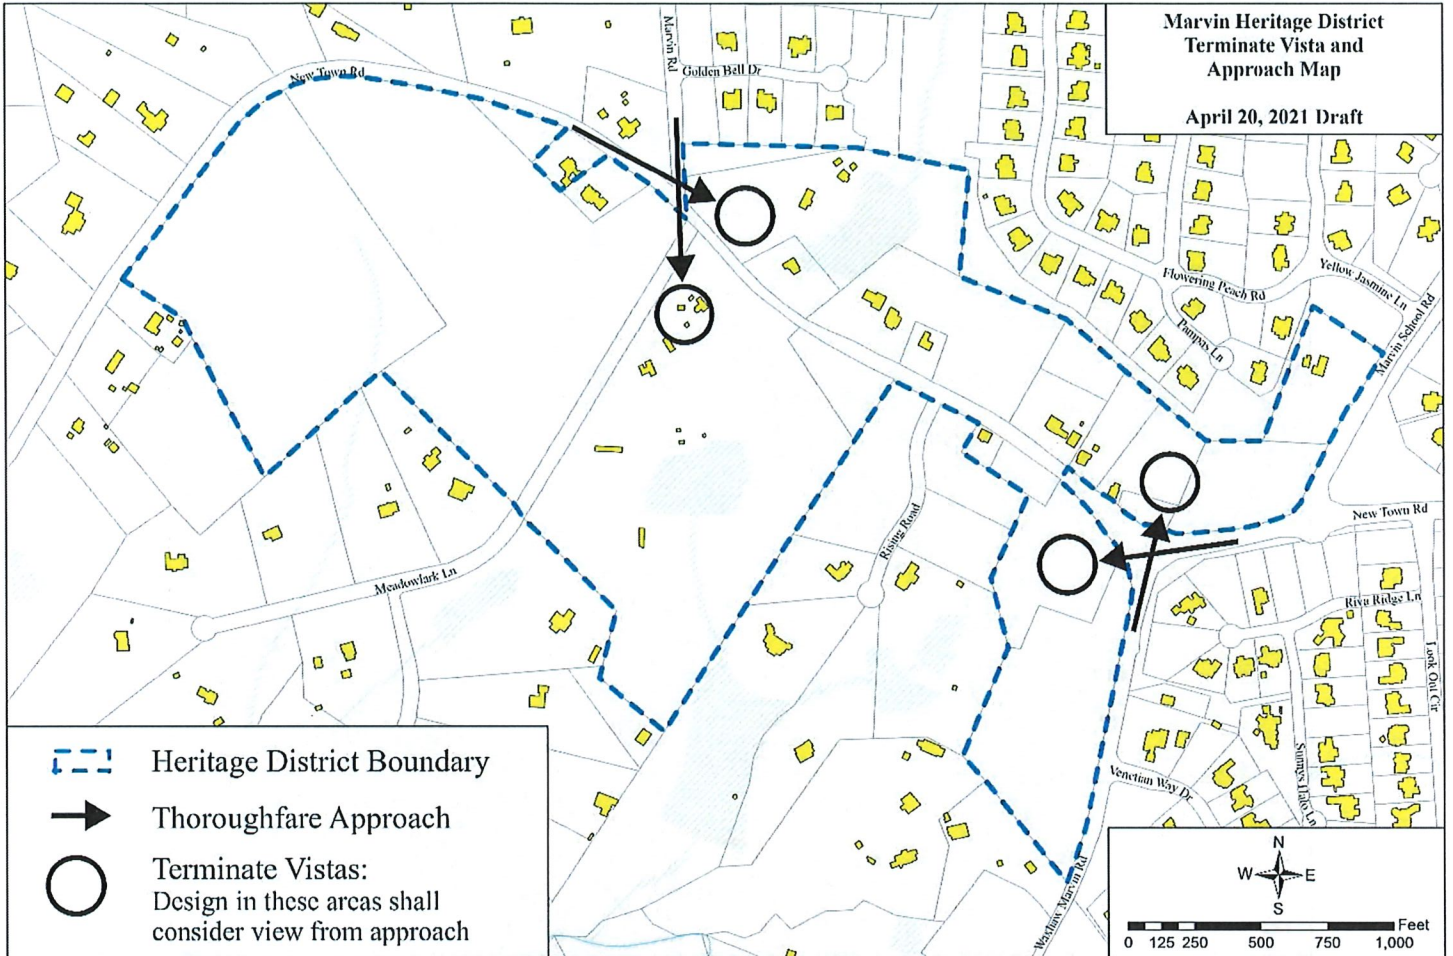 Marvin Heritage District
Terminate Vista and
Approach Map
April 20, 2021 Draft
New Town Rd
Marvin Rd
Golden Bell Dr
Flowering Peach Rd
Yellow Jasmine Ln
Pampas Ln
Marvin School Rd
New Town Rd
Rising Road
Meadowlark Ln
Riva Ridge Ln
Look Out Cir
Sunnys Halo Ln
Venetian Way Dr
Waxhaw Marvin Rd
Heritage District Boundary
Thoroughfare Approach
Terminate Vistas:
Design in these areas shall
consider view from approach
N
W E
S
Feet
0 125 250 500 750 1,000